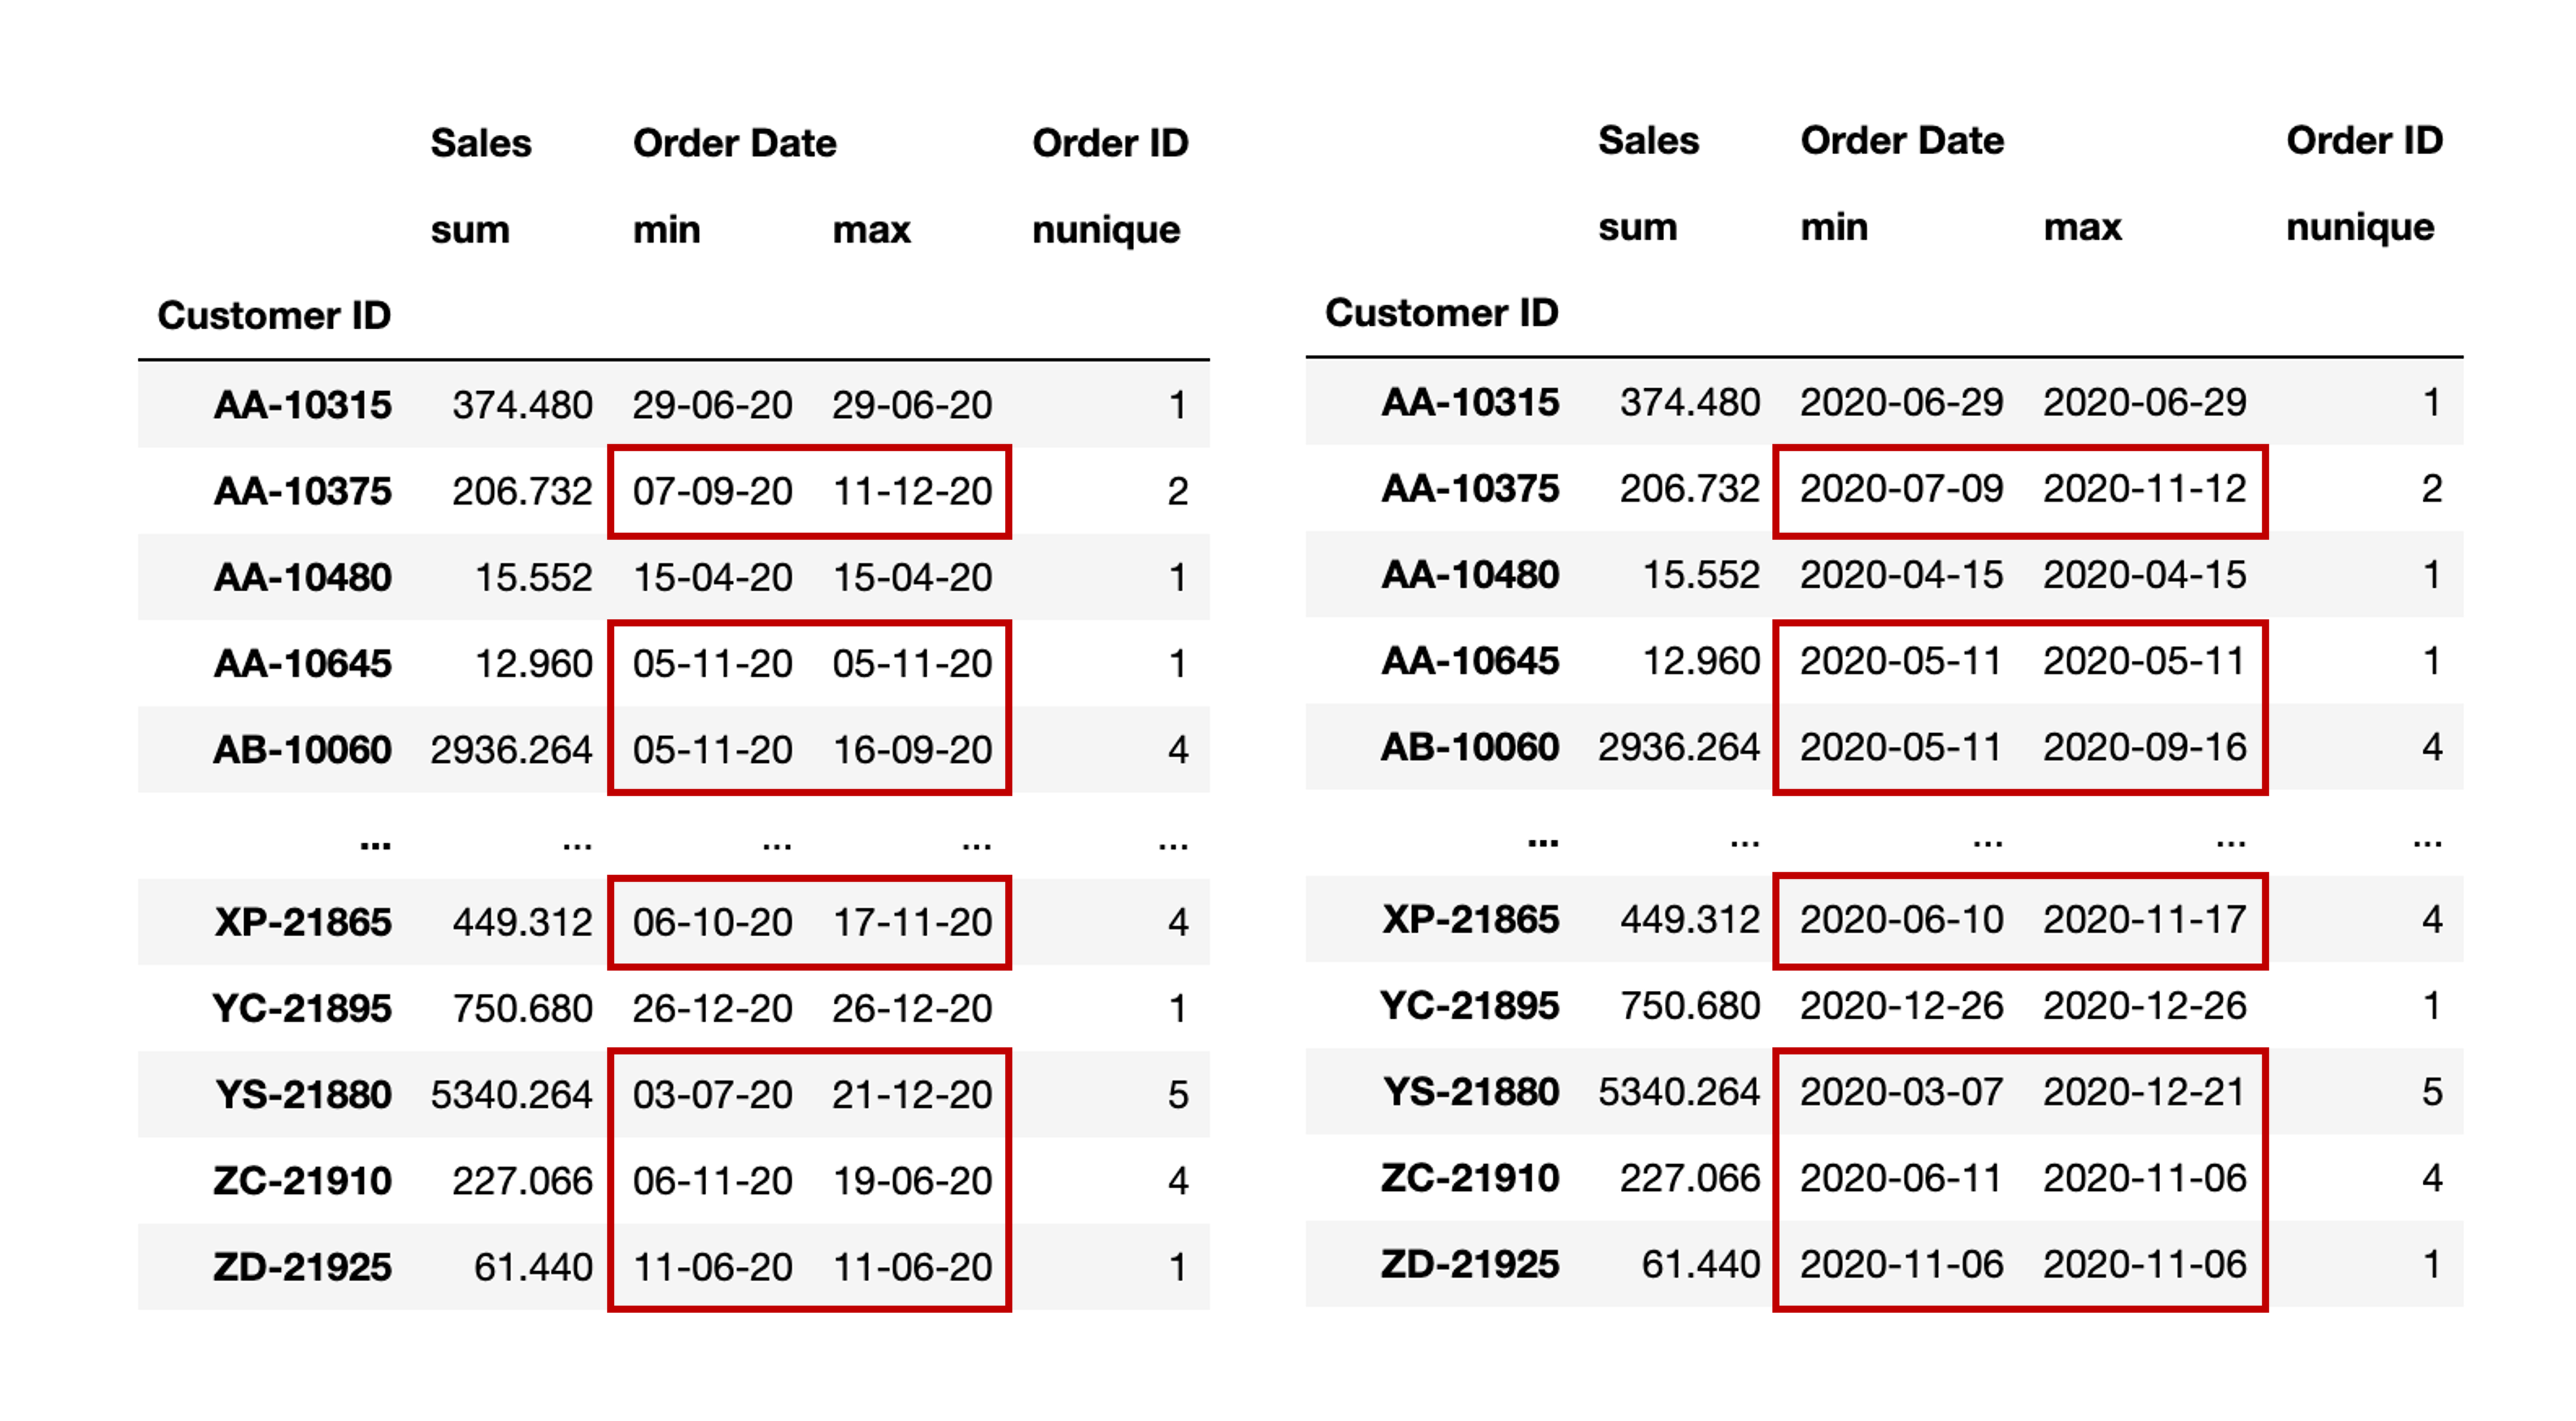 Sales Order Date Order ID
sum min max nunique
Customer ID
AA-10315 374.480 29-06-20 29-06-20 1
AA-10375 206.732 07-09-20 11-12-20 2
AA-10480 15.552 15-04-20 15-04-20 1
AA-10645 12.960 05-11-20 05-11-20 1
AB-10060 2936.264 05-11-20 16-09-20 4
... ... ... ... ...
XP-21865 449.312 06-10-20 17-11-20 4
YC-21895 750.680 26-12-20 26-12-20 1
YS-21880 5340.264 03-07-20 21-12-20 5
ZC-21910 227.066 06-11-20 19-06-20 4
ZD-21925 61.440 11-06-20 11-06-20 1
Sales Order Date Order ID
sum min max nunique
Customer ID
AA-10315 374.480 2020-06-29 2020-06-29 1
AA-10375 206.732 2020-07-09 2020-11-12 2
AA-10480 15.552 2020-04-15 2020-04-15 1
AA-10645 12.960 2020-05-11 2020-05-11 1
AB-10060 2936.264 2020-05-11 2020-09-16 4
... ... ... ... ...
XP-21865 449.312 2020-06-10 2020-11-17 4
YC-21895 750.680 2020-12-26 2020-12-26 1
YS-21880 5340.264 2020-03-07 2020-12-21 5
ZC-21910 227.066 2020-06-11 2020-11-06 4
ZD-21925 61.440 2020-11-06 2020-11-06 1